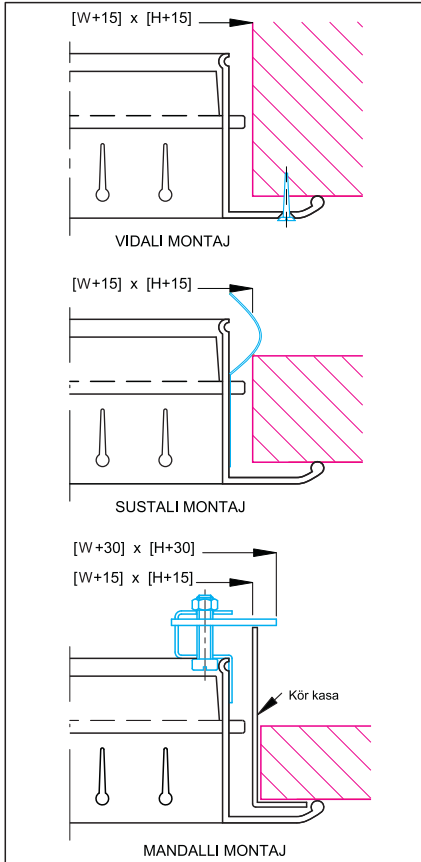 [W+15] x [H+15]
VIDALI MONTAJ
[W+15] x [H+15]
SUSTALI MONTAJ
[W+30] x [H+30]
[W+15] x [H+15]
Kör kasa
MANDALLI MONTAJ